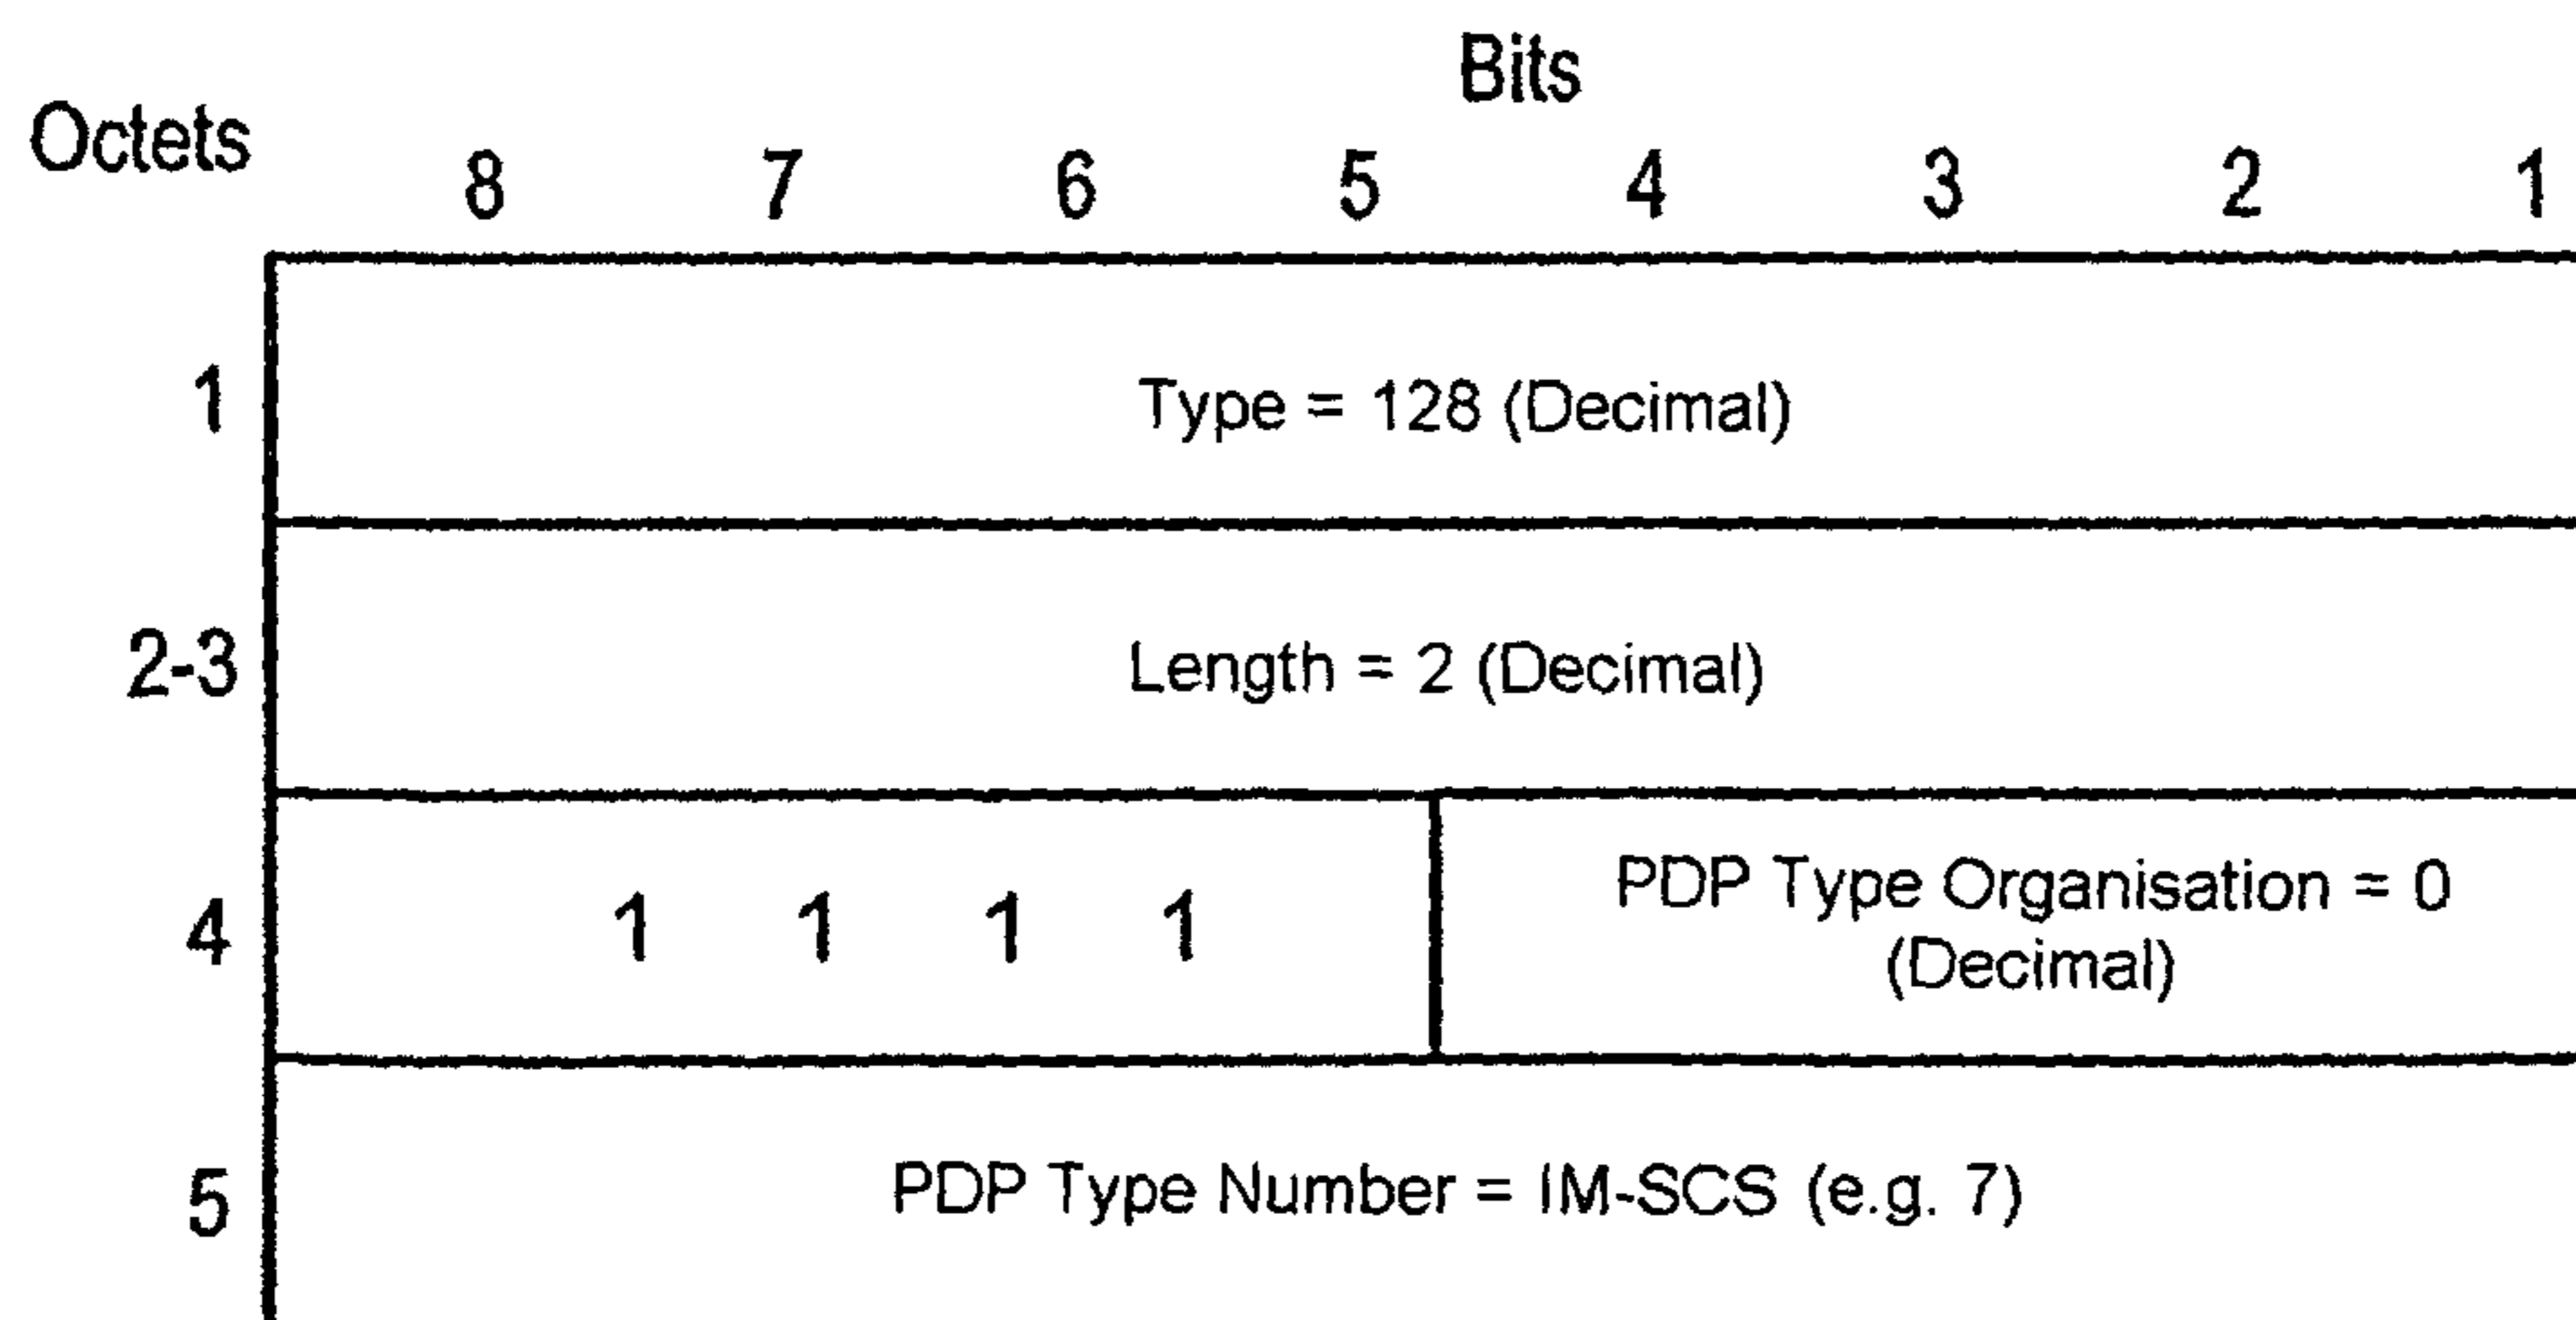 Bits
Octets
8 7 6 5 4 3 2 1
1
Type = 128 (Decimal)
2-3
Length = 2 (Decimal)
4
1 1 1 1
PDP Type Organisation = 0
(Decimal)
5
PDP Type Number = IM-SCS (e.g. 7)